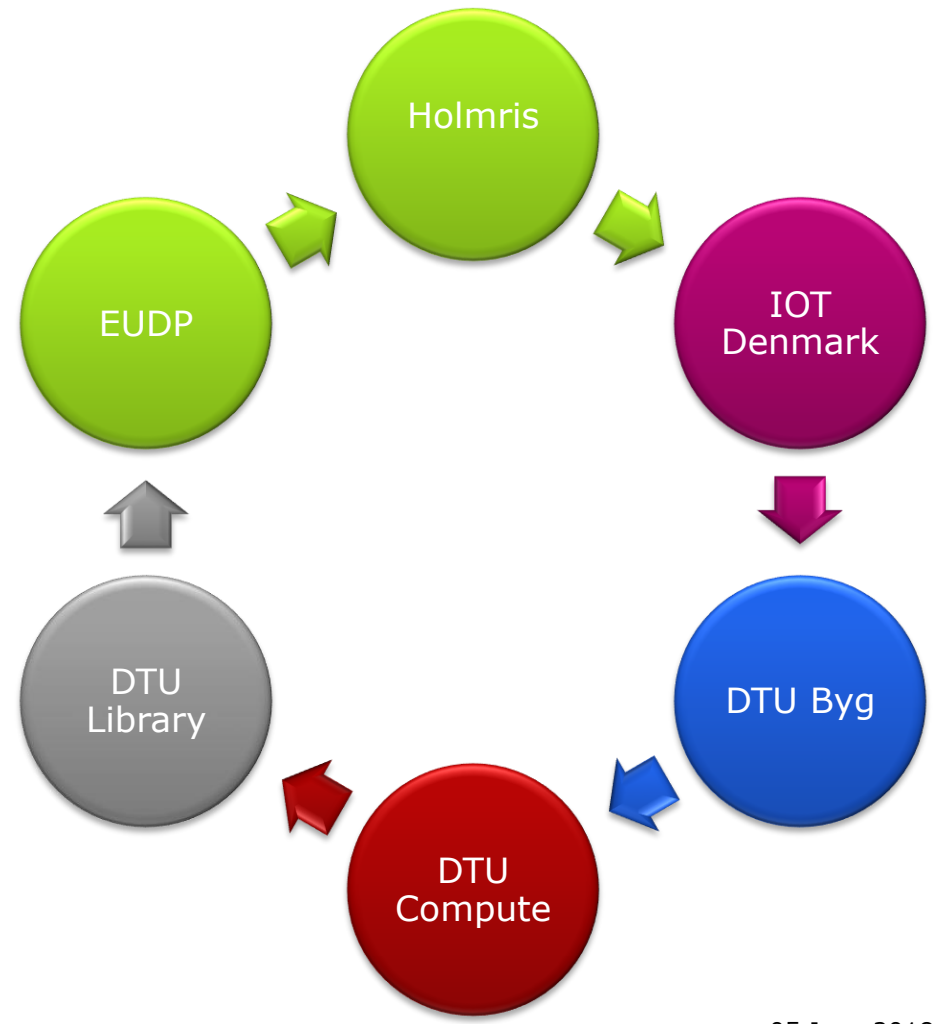 Holmris
IOT
Denmark
DTU Byg
DTU
Compute
DTU
Library
EUDP